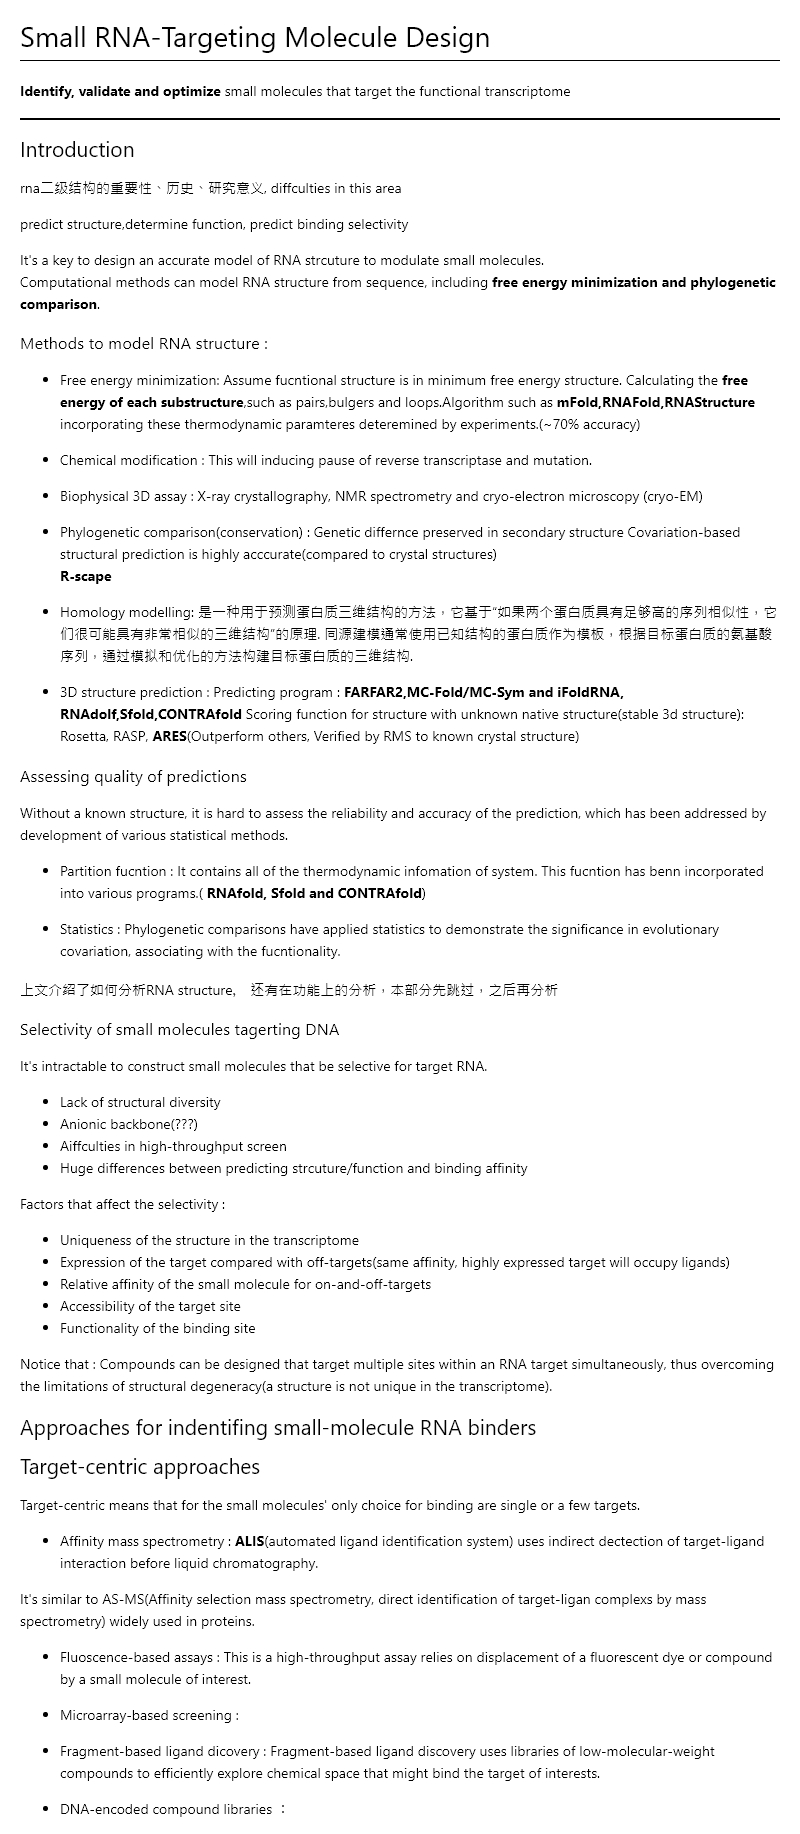 Small RNA-Targeting Molecule Design
Identify, validate and optimize small molecules that target the functional transcriptome
Introduction
rna二级结构的重要性、历史、研究意义, diffculties in this area
predict structure,determine function, predict binding selectivity
It's a key to design an accurate model of RNA strcuture to modulate small molecules.
Computational methods can model RNA structure from sequence, including free energy minimization and phylogenetic
comparison.
Methods to model RNA structure :
• Free energy minimization: Assume fucntional structure is in minimum free energy structure. Calculating the free
energy of each substructure,such as pairs,bulgers and loops.Algorithm such as mFold,RNAFold,RNAStructure
incorporating these thermodynamic paramteres deteremined by experiments.(~70% accuracy)
• Chemical modification : This will inducing pause of reverse transcriptase and mutation.
• Biophysical 3D assay : X-ray crystallography, NMR spectrometry and cryo-electron microscopy (cryo-EM)
• Phylogenetic comparison(conservation) : Genetic differnce preserved in secondary structure Covariation-based
structural prediction is highly acccurate(compared to crystal structures)
R-scape
• Homology modelling: 是一种用于预测蛋白质三维结构的方法，它基于“如果两个蛋白质具有足够高的序列相似性，它
们很可能具有非常相似的三维结构”的原理. 同源建模通常使用已知结构的蛋白质作为模板，根据目标蛋白质的氨基酸
序列，通过模拟和优化的方法构建目标蛋白质的三维结构.
• 3D structure prediction : Predicting program : FARFAR2,MC-Fold/MC-Sym and iFoldRNA,
RNAdolf,Sfold,CONTRAfold Scoring function for structure with unknown native structure(stable 3d structure):
Rosetta, RASP, ARES(Outperform others, Verified by RMS to known crystal structure)
Assessing quality of predictions
Without a known structure, it is hard to assess the reliability and accuracy of the prediction, which has been addressed by
development of various statistical methods.
• Partition fucntion : It contains all of the thermodynamic infomation of system. This fucntion has benn incorporated
into various programs.( RNAfold, Sfold and CONTRAfold)
• Statistics : Phylogenetic comparisons have applied statistics to demonstrate the significance in evolutionary
covariation, associating with the fucntionality.
上文介绍了如何分析RNA structure， 还有在功能上的分析，本部分先跳过，之后再分析
Selectivity of small molecules tagerting DNA
It's intractable to construct small molecules that be selective for target RNA.
• Lack of structural diversity
• Anionic backbone(???)
• Aiffculties in high-throughput screen
• Huge differences between predicting strcuture/function and binding affinity
Factors that affect the selectivity :
• Uniqueness of the structure in the transcriptome
• Expression of the target compared with off-targets(same affinity, highly expressed target will occupy ligands)
• Relative affinity of the small molecule for on-and-off-targets
• Accessibility of the target site
• Functionality of the binding site
Notice that : Compounds can be designed that target multiple sites within an RNA target simultaneously, thus overcoming
the limitations of structural degeneracy(a structure is not unique in the transcriptome).
Approaches for indentifing small-molecule RNA binders
Target-centric approaches
Target-centric means that for the small molecules' only choice for binding are single or a few targets.
• Affinity mass spectrometry : ALIS(automated ligand identification system) uses indirect dectection of target-ligand
interaction before liquid chromatography.
It's similar to AS-MS(Affinity selection mass spectrometry, direct identification of target-ligan complexs by mass
spectrometry) widely used in proteins.
• Fluoscence-based assays : This is a high-throughput assay relies on displacement of a fluorescent dye or compound
by a small molecule of interest.
• Microarray-based screening :
• Fragment-based ligand dicovery : Fragment-based ligand discovery uses libraries of low-molecular-weight
compounds to efficiently explore chemical space that might bind the target of interests.
• DNA-encoded compound libraries ：